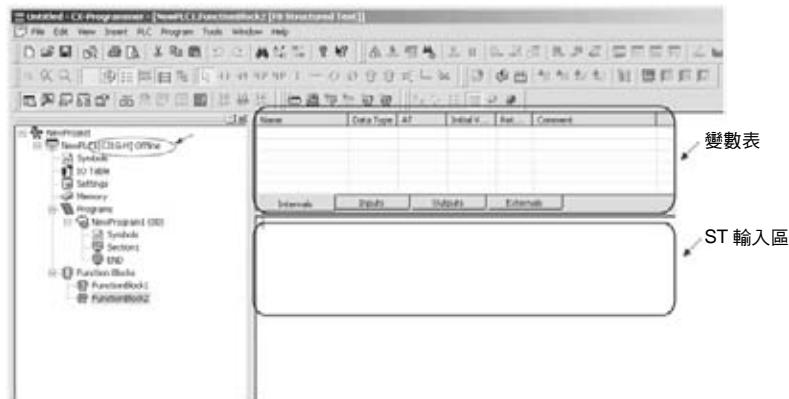 Untitled - CX-Programmer - [NewPLC1.FunctionBlock2 [FB Structured Text]]
File Edit View Insert PLC Program Tools Window Help
Name Data Type AT Initial V... Ret... Comment
變數表
Internals Inputs Outputs Externals
ST 輸入區
NewProject
NewPLC1[CJ1G-H] Offline
Symbols
IO Table
Settings
Memory
Programs
NewProgram1 (00)
Symbols
Section1
END
Function Blocks
FunctionBlock1
FunctionBlock2